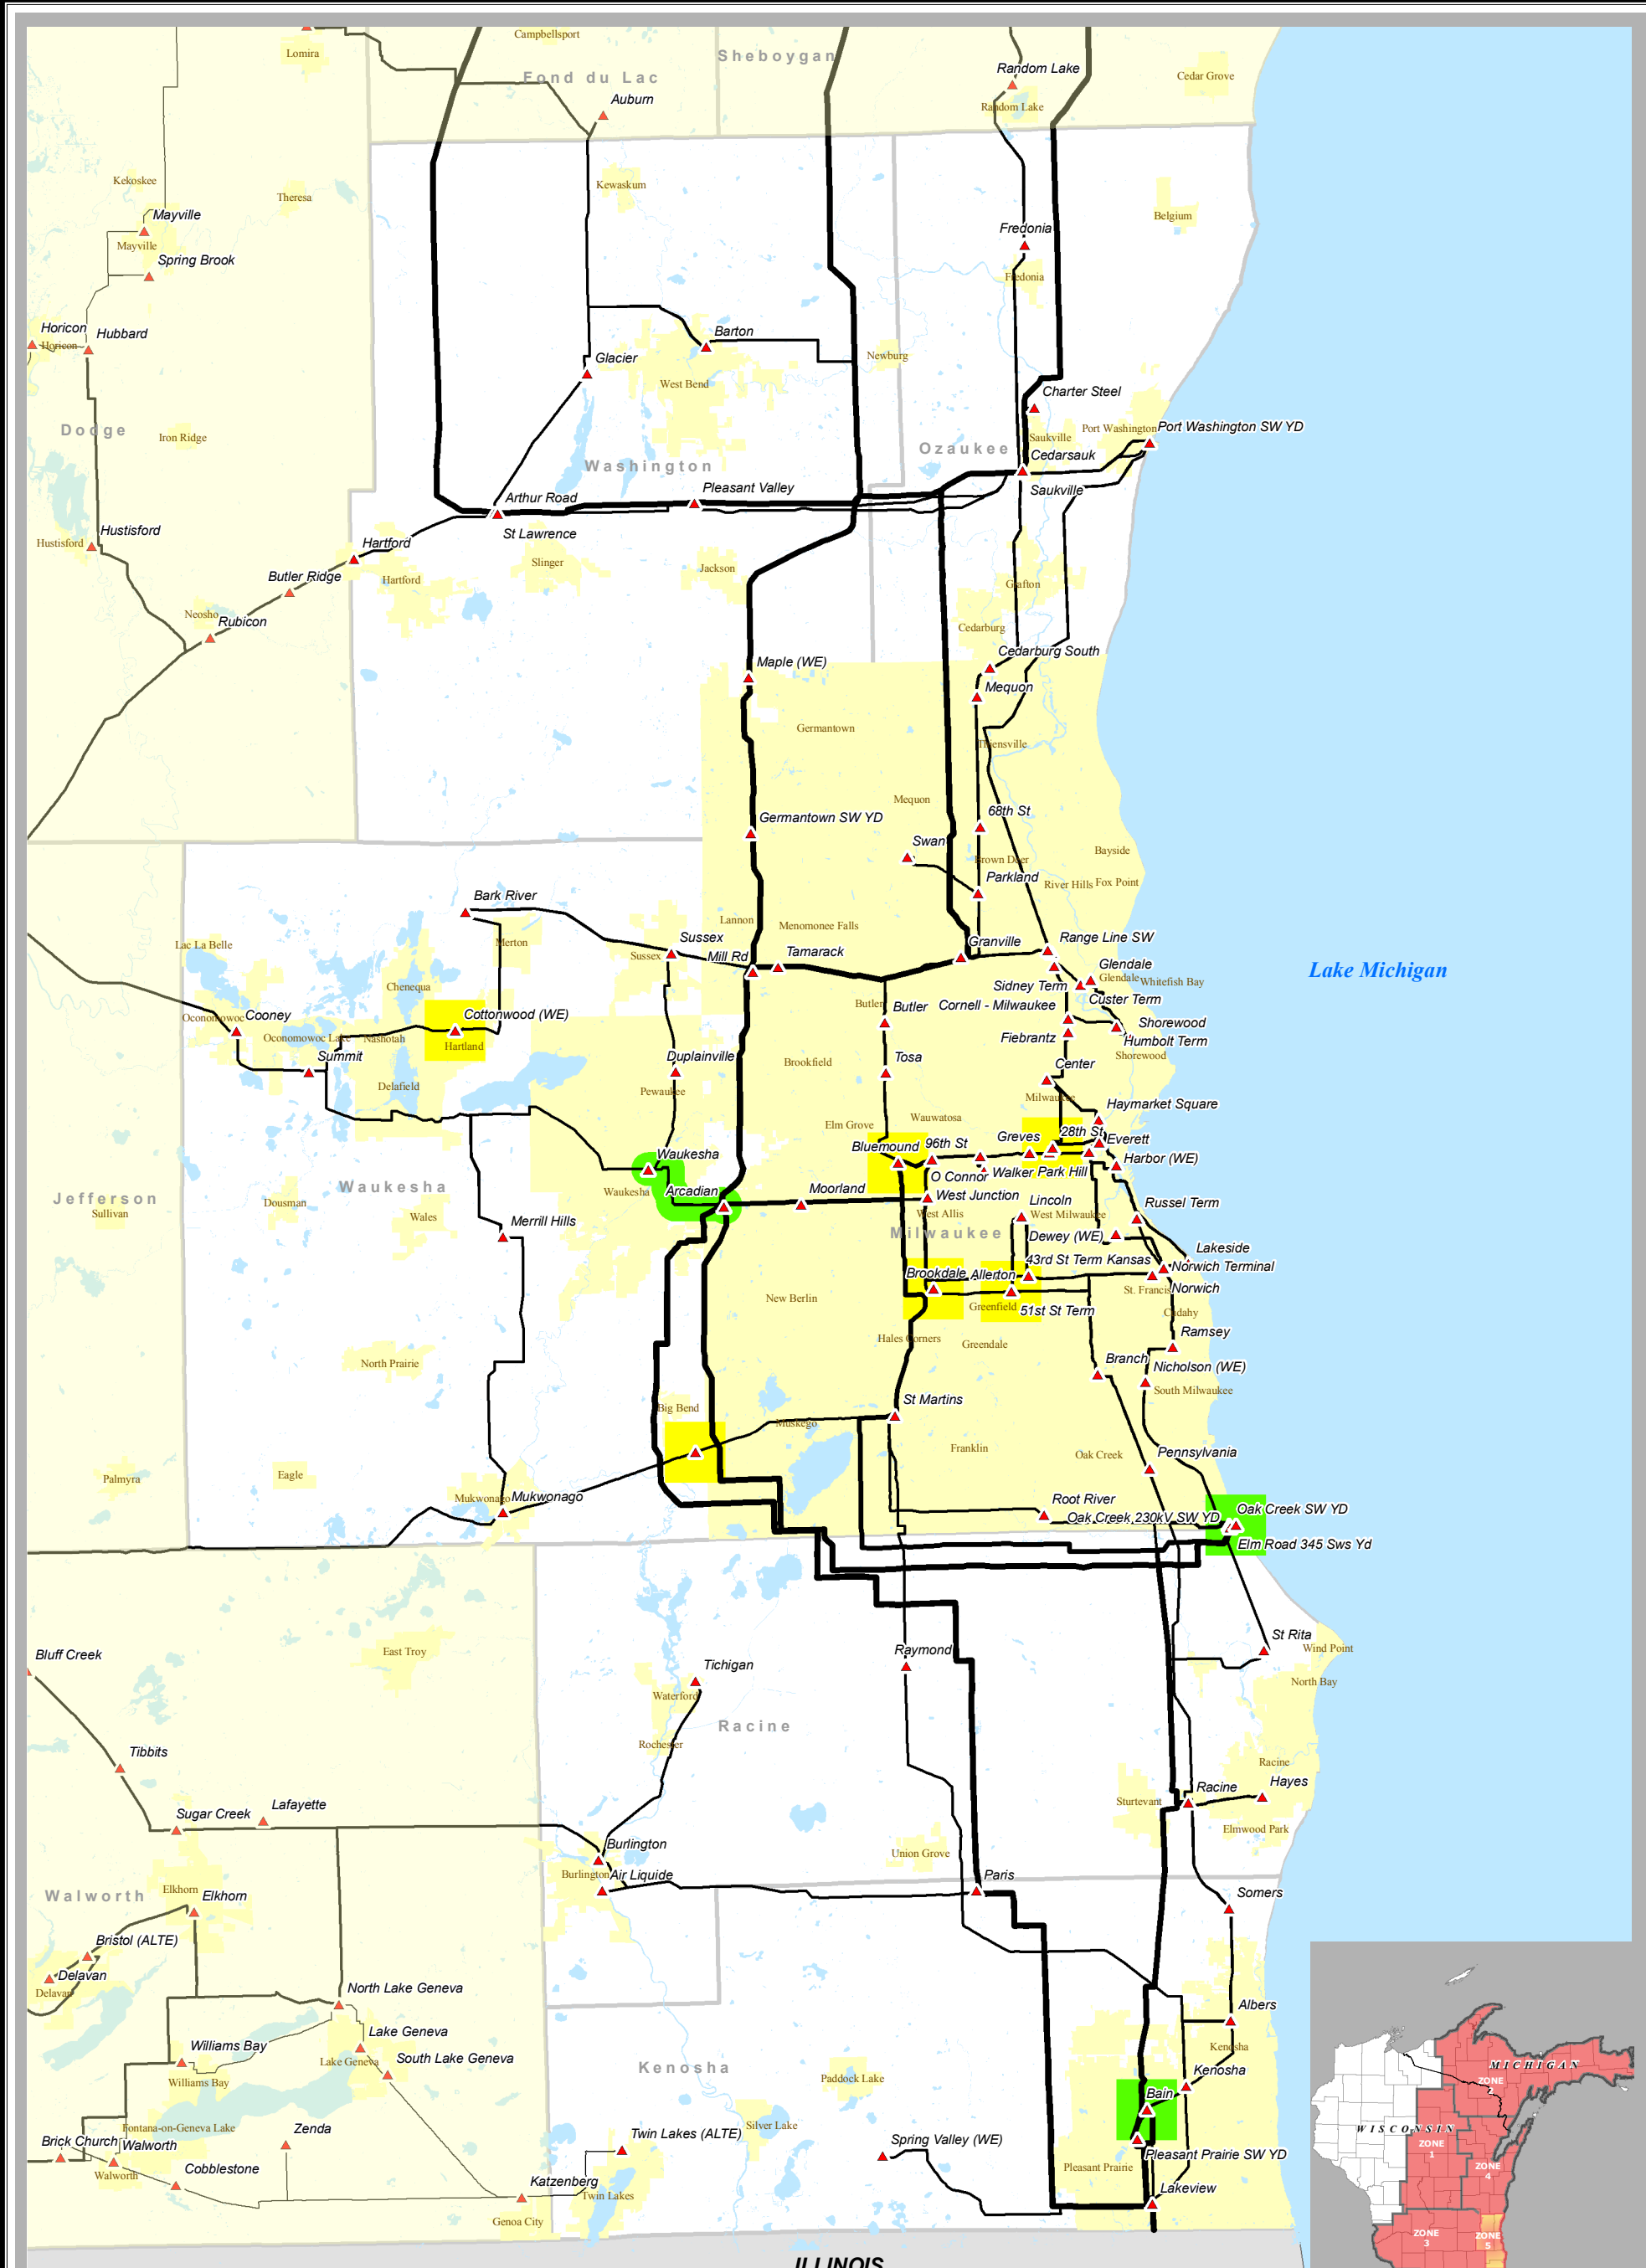 Campbellsport
Sheboygan
Lomira
Fond du Lac
Random Lake
Cedar Grove
Auburn
Random Lake
Kekoskee
Kewaskum
Theresa
Mayville
Belgium
Mayville
Fredonia
Spring Brook
Fredonia
Horicon
Hubbard
Horicon
Barton
Newburg
Glacier
West Bend
Charter Steel
Dodge
Iron Ridge
Port Washington
Port Washington SW YD
Saukville
Ozaukee
Cedarsauk
Washington
Pleasant Valley
Saukville
Arthur Road
Hustisford
St Lawrence
Hustisford
Hartford
Slinger
Jackson
Butler Ridge
Hartford
Grafton
Neosho
Rubicon
Cedarburg
Cedarburg South
Maple (WE)
Mequon
Germantown
Thiensville
Mequon
68th St
Germantown SW YD
Swan
Bayside
Brown Deer
Parkland
River Hills
Fox Point
Bark River
Lannon
Menomonee Falls
Sussex
Granville
Range Line SW
Lac La Belle
Merton
Sussex
Mill Rd
Tamarack
Glendale
Lake Michigan
Glendale
Whitefish Bay
Chenequa
Sidney Term
Custer Term
Butler
Butler
Cornell - Milwaukee
Oconomowoc
Cooney
Cottonwood (WE)
Shorewood
Oconomowoc Lake
Nashotah
Hartland
Fiebrantz
Humbolt Term
Summit
Duplainville
Brookfield
Tosa
Center
Shorewood
Delafield
Pewaukee
Milwaukee
Haymarket Square
Elm Grove
Wauwatosa
Bluemound
96th St
Greves
28th St
Everett
Waukesha
O Connor
Walker
Park Hill
Harbor (WE)
Waukesha
Waukesha
Arcadian
Moorland
West Junction
Lincoln
Russel Term
Jefferson
Sullivan
Dousman
Wales
West Allis
West Milwaukee
Merrill Hills
Milwaukee
Dewey (WE)
Lakeside
43rd St Term
Kansas
Norwich Terminal
Brookdale
Allerton
St. Francis
Norwich
New Berlin
Greenfield
51st St Term
Cudahy
Hales Corners
Greendale
Ramsey
North Prairie
Branch
Nicholson (WE)
South Milwaukee
Big Bend
St Martins
Muskego
Franklin
Oak Creek
Pennsylvania
Palmyra
Eagle
Mukwonago
Mukwonago
Root River
Oak Creek SW YD
Oak Creek 230kV SW YD
Elm Road 345 Sws Yd
Bluff Creek
East Troy
Raymond
St Rita
Wind Point
Tichigan
North Bay
Waterford
Racine
Rochester
Tibbits
Racine
Racine
Hayes
Sturtevant
Sugar Creek
Lafayette
Elmwood Park
Burlington
Union Grove
Burlington
Air Liquide
Paris
Walworth
Elkhorn
Elkhorn
Somers
Bristol (ALTE)
Delavan
Delavan
North Lake Geneva
Albers
Lake Geneva
Williams Bay
Lake Geneva
South Lake Geneva
Kenosha
Kenosha
Kenosha
Williams Bay
Paddock Lake
Bain
Fontana-on-Geneva Lake
Zenda
Silver Lake
Brick Church
Walworth
Twin Lakes (ALTE)
Spring Valley (WE)
Pleasant Prairie SW YD
Walworth
Cobblestone
Katzenberg
Pleasant Prairie
Twin Lakes
Lakeview
Genoa City
ILLINOIS
MICHIGAN
ZONE
2
WISCONSIN
ZONE
1
ZONE
4
ZONE
3
ZONE
5